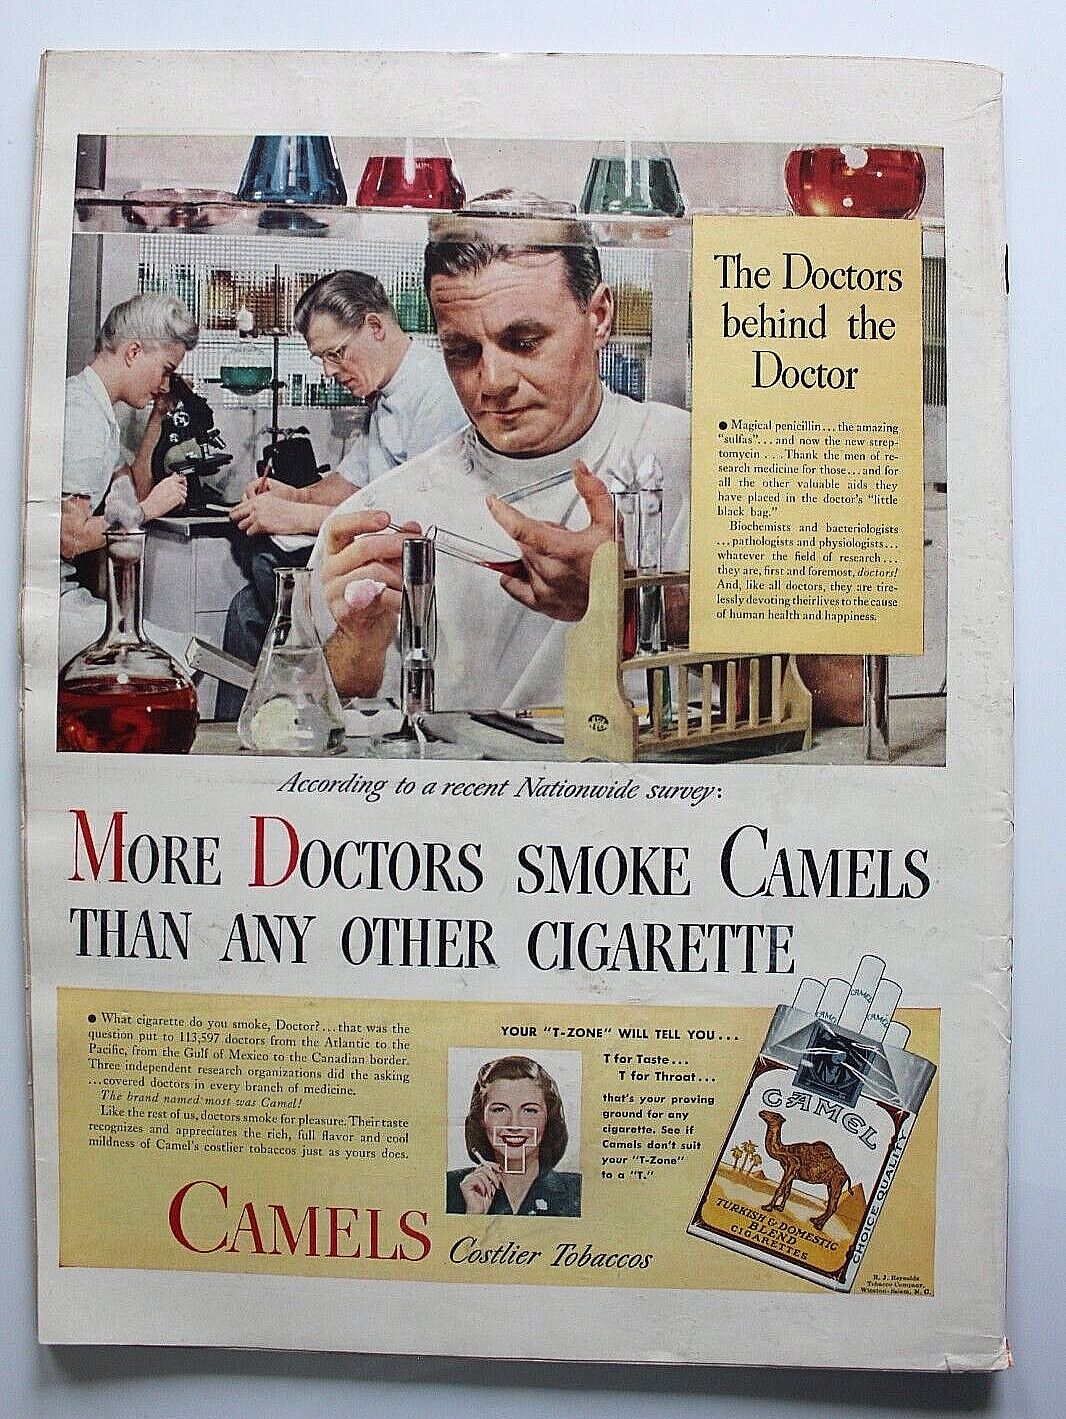 The Doctors
behind the
Doctor
● Magical penicillin...the amazing
"sulfas"...and now the new strep-
tomycin . . . Thank the men of re-
search medicine for those...and for
all the other valuable aids they
have placed in the doctor's "little
black bag."
Biochemists and bacteriologists
...pathologists and physiologists...
whatever the field of research...
they are, first and foremost, doctors!
And, like all doctors, they are tire-
lessly devoting their lives to the cause
of human health and happiness.
According to a recent Nationwide survey:
MORE DOCTORS SMOKE CAMELS
THAN ANY OTHER CIGARETTE
● What cigarette do you smoke, Doctor?...that was the
question put to 113,597 doctors from the Atlantic to the
Pacific, from the Gulf of Mexico to the Canadian border.
Three independent research organizations did the asking
...covered doctors in every branch of medicine.
The brand named most was Camel!
Like the rest of us, doctors smoke for pleasure. Their taste
recognizes and appreciates the rich, full flavor and cool
mildness of Camel's costlier tobaccos just as yours does.
CAMELS Costlier Tobaccos
YOUR "T-ZONE" WILL TELL YOU...
T for Taste...
T for Throat...
that's your proving
ground for any
cigarette. See if
Camels don't suit
your "T-Zone"
to a "T."
CAMEL
CAMEL
CAMEL
TURKISH & DOMESTIC
BLEND
CIGARETTES
CHOICE QUALITY
R. J. Reynolds
Tobacco Company,
Winston-Salem, N. C.